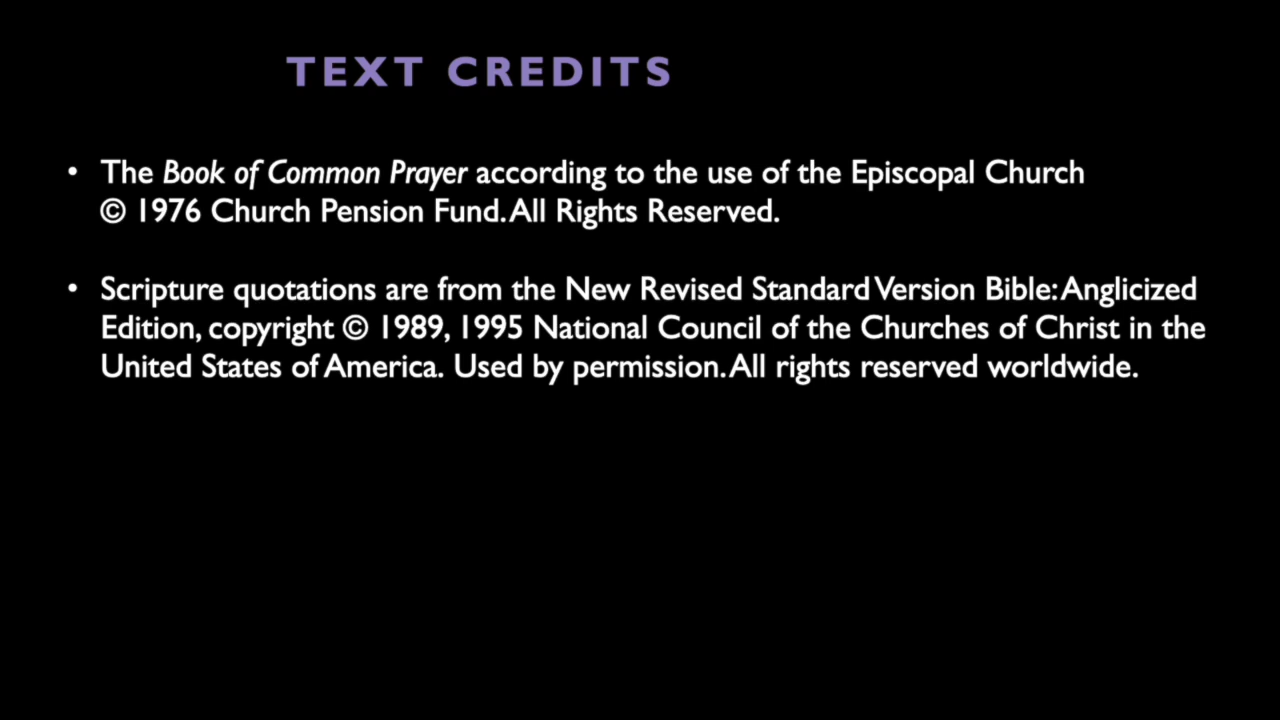 TEXT CREDITS
• The Book of Common Prayer according to the use of the Episcopal Church
© 1976 Church Pension Fund. All Rights Reserved.
• Scripture quotations are from the New Revised Standard Version Bible: Anglicized
Edition, copyright © 1989, 1995 National Council of the Churches of Christ in the
United States of America. Used by permission. All rights reserved worldwide.